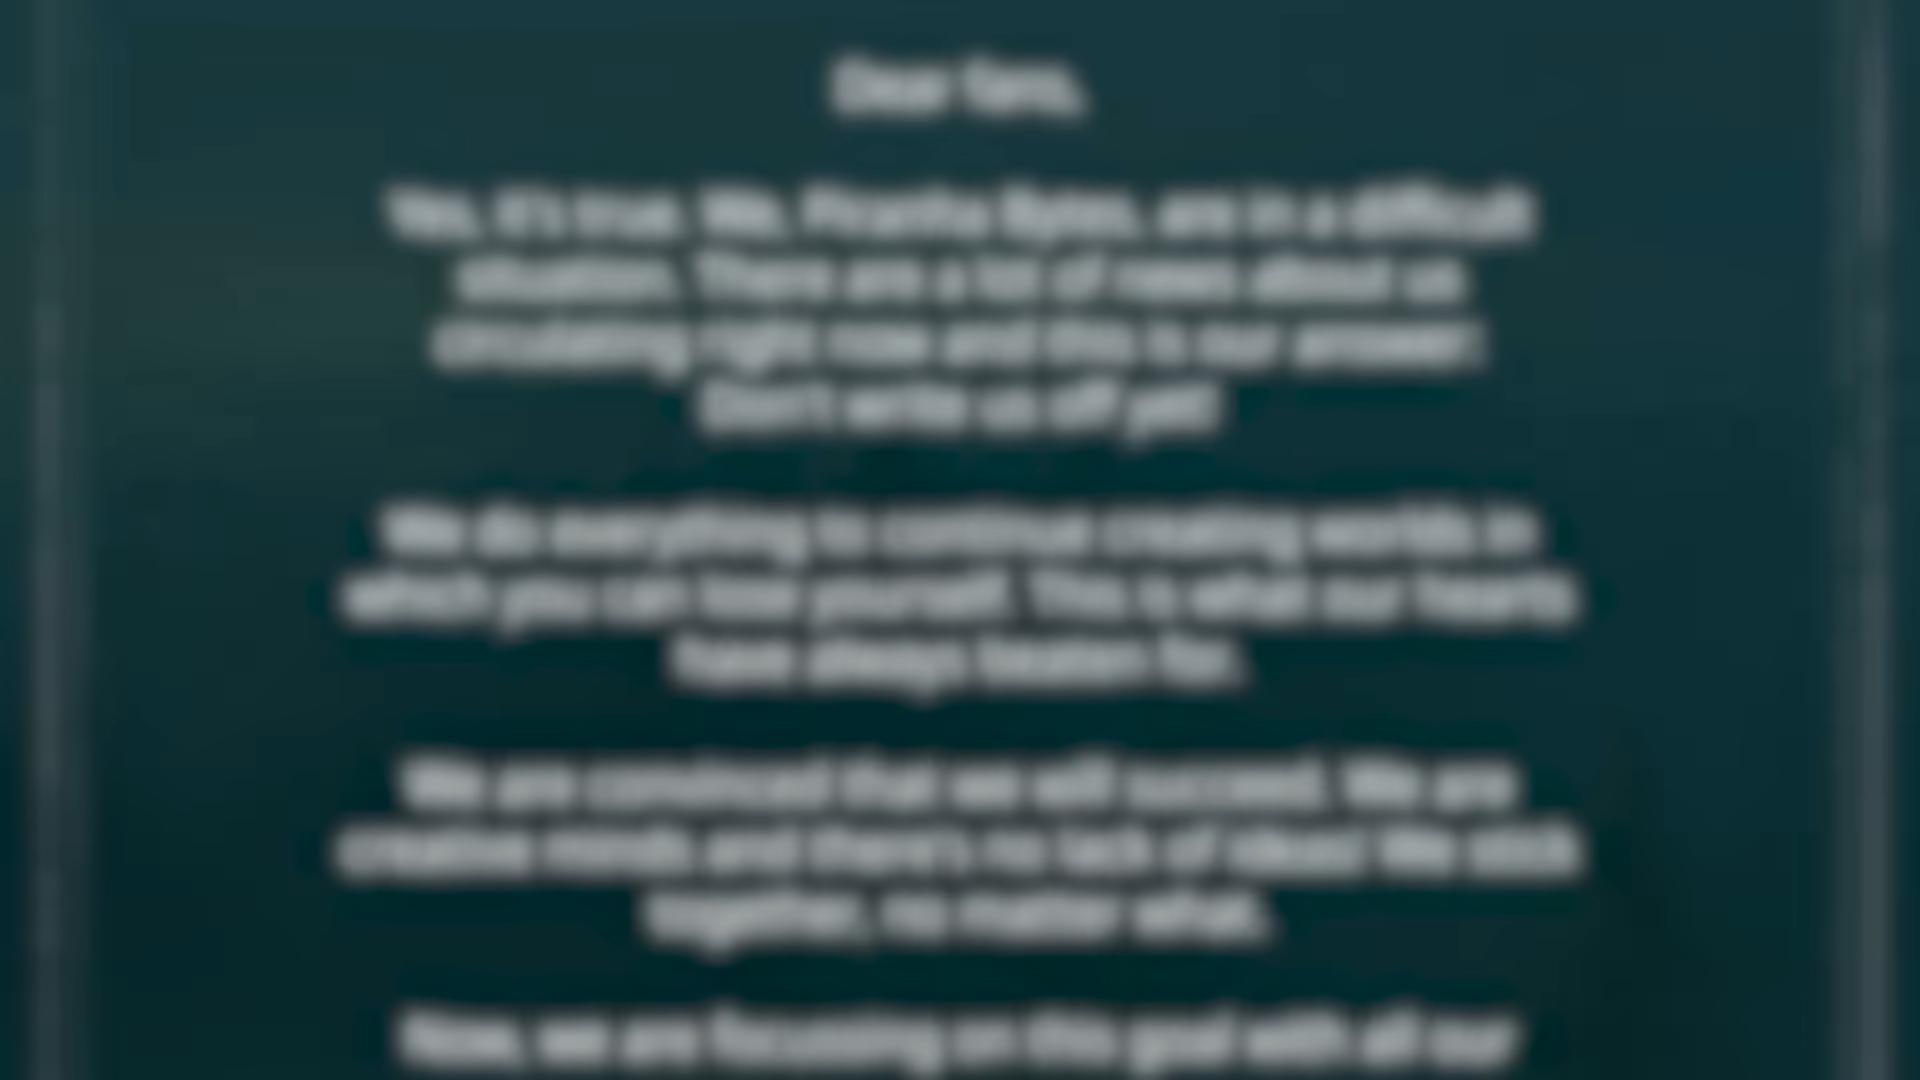 Dear fans,
Yes, it's true. We, Piranha Bytes, are in a difficult
situation. There are a lot of news about us
circulating right now and this is our answer:
Don't write us off yet!
We do everything to continue creating worlds in
which you can lose yourself. This is what our hearts
have always beaten for.
We are convinced that we will succeed. We are
creative minds and there's no lack of ideas! We stick
together, no matter what.
Now, we are focussing on this goal with all our